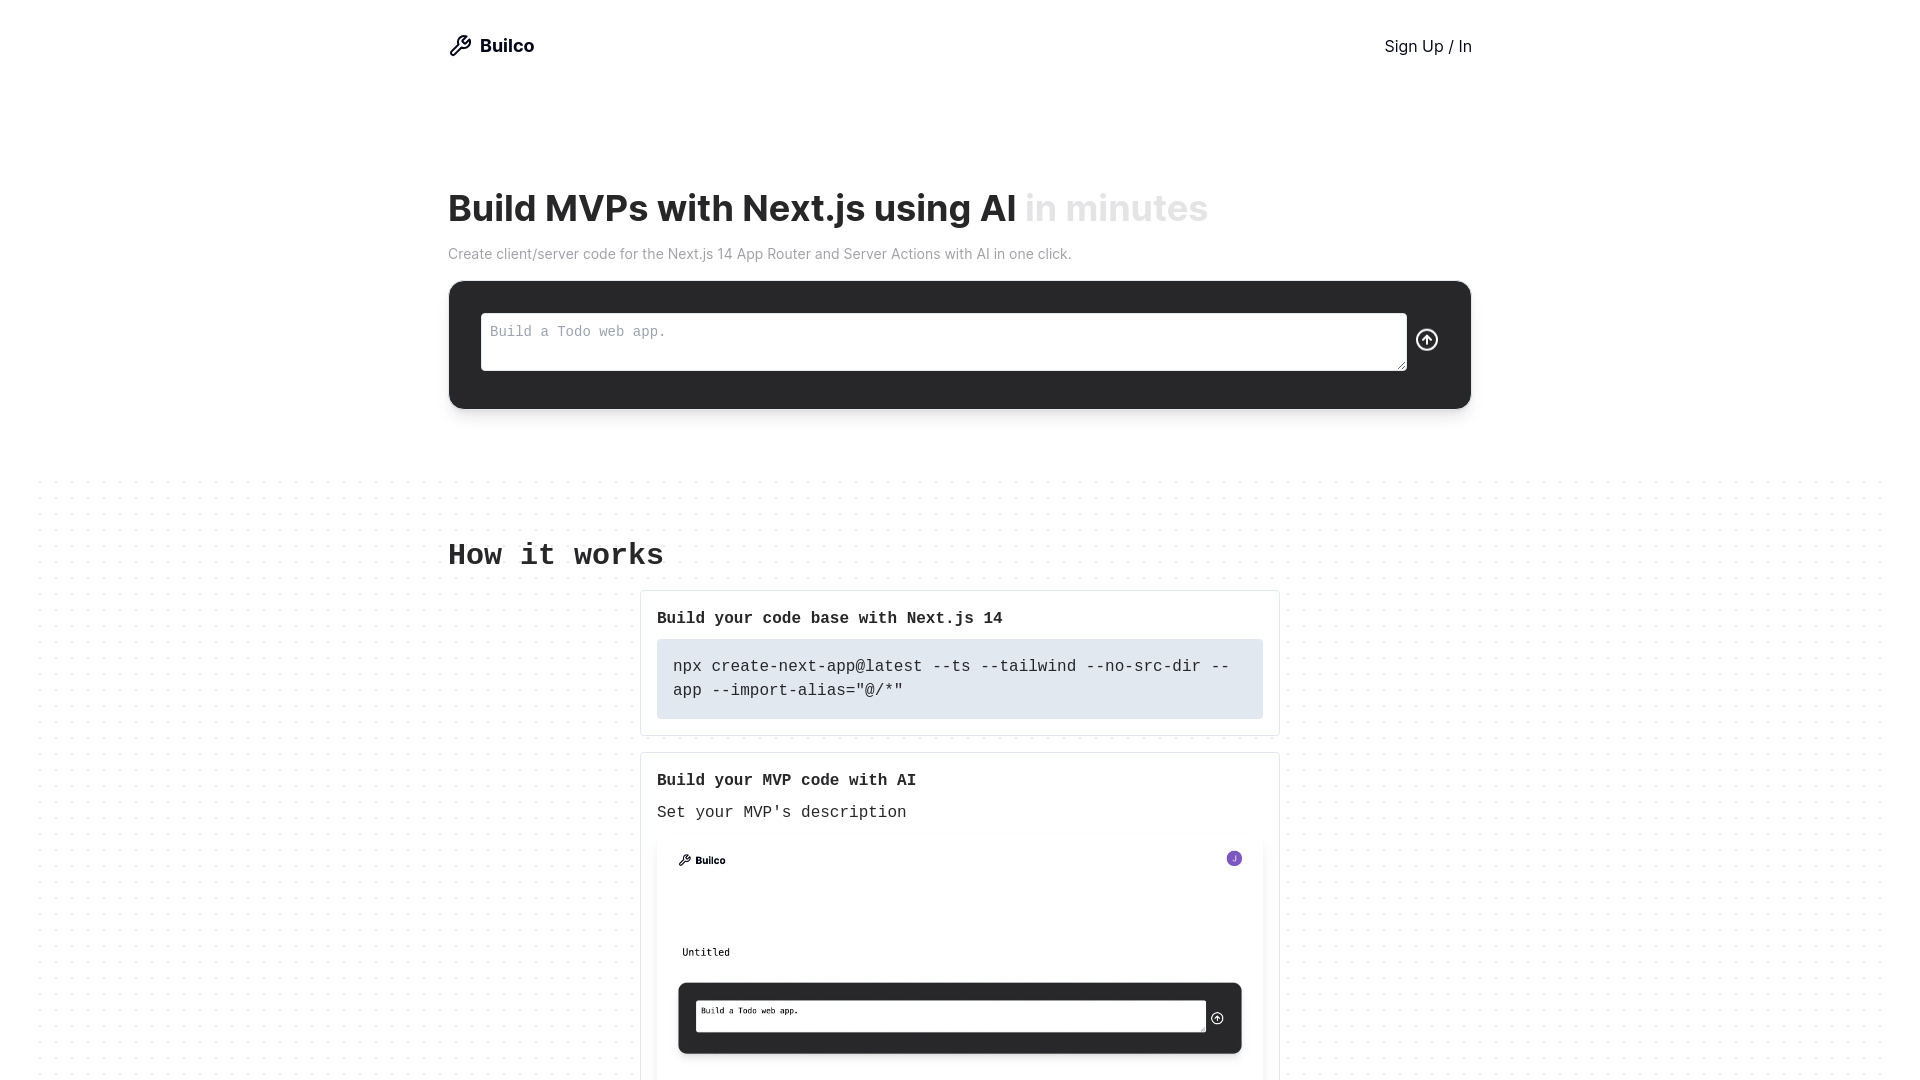 Builco
Sign Up / In
Build MVPs with Next.js using AI in minutes
Create client/server code for the Next.js 14 App Router and Server Actions with AI in one click.
Build a Todo web app.
How it works
Build your code base with Next.js 14
npx create-next-app@latest --ts --tailwind --no-src-dir --
app --import-alias="@/*"
Build your MVP code with AI
Set your MVP's description
Builco
J
Untitled
Build a Todo web app.